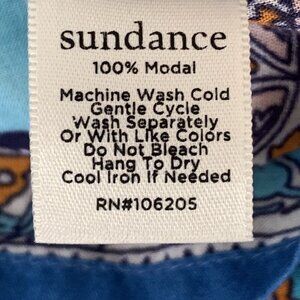 sundance
100% Modal
Machine Wash Cold
Gentle Cycle
Wash Separately
Or With Like Colors
Do Not Bleach
Hang To Dry
Cool Iron If Needed
RN#106205